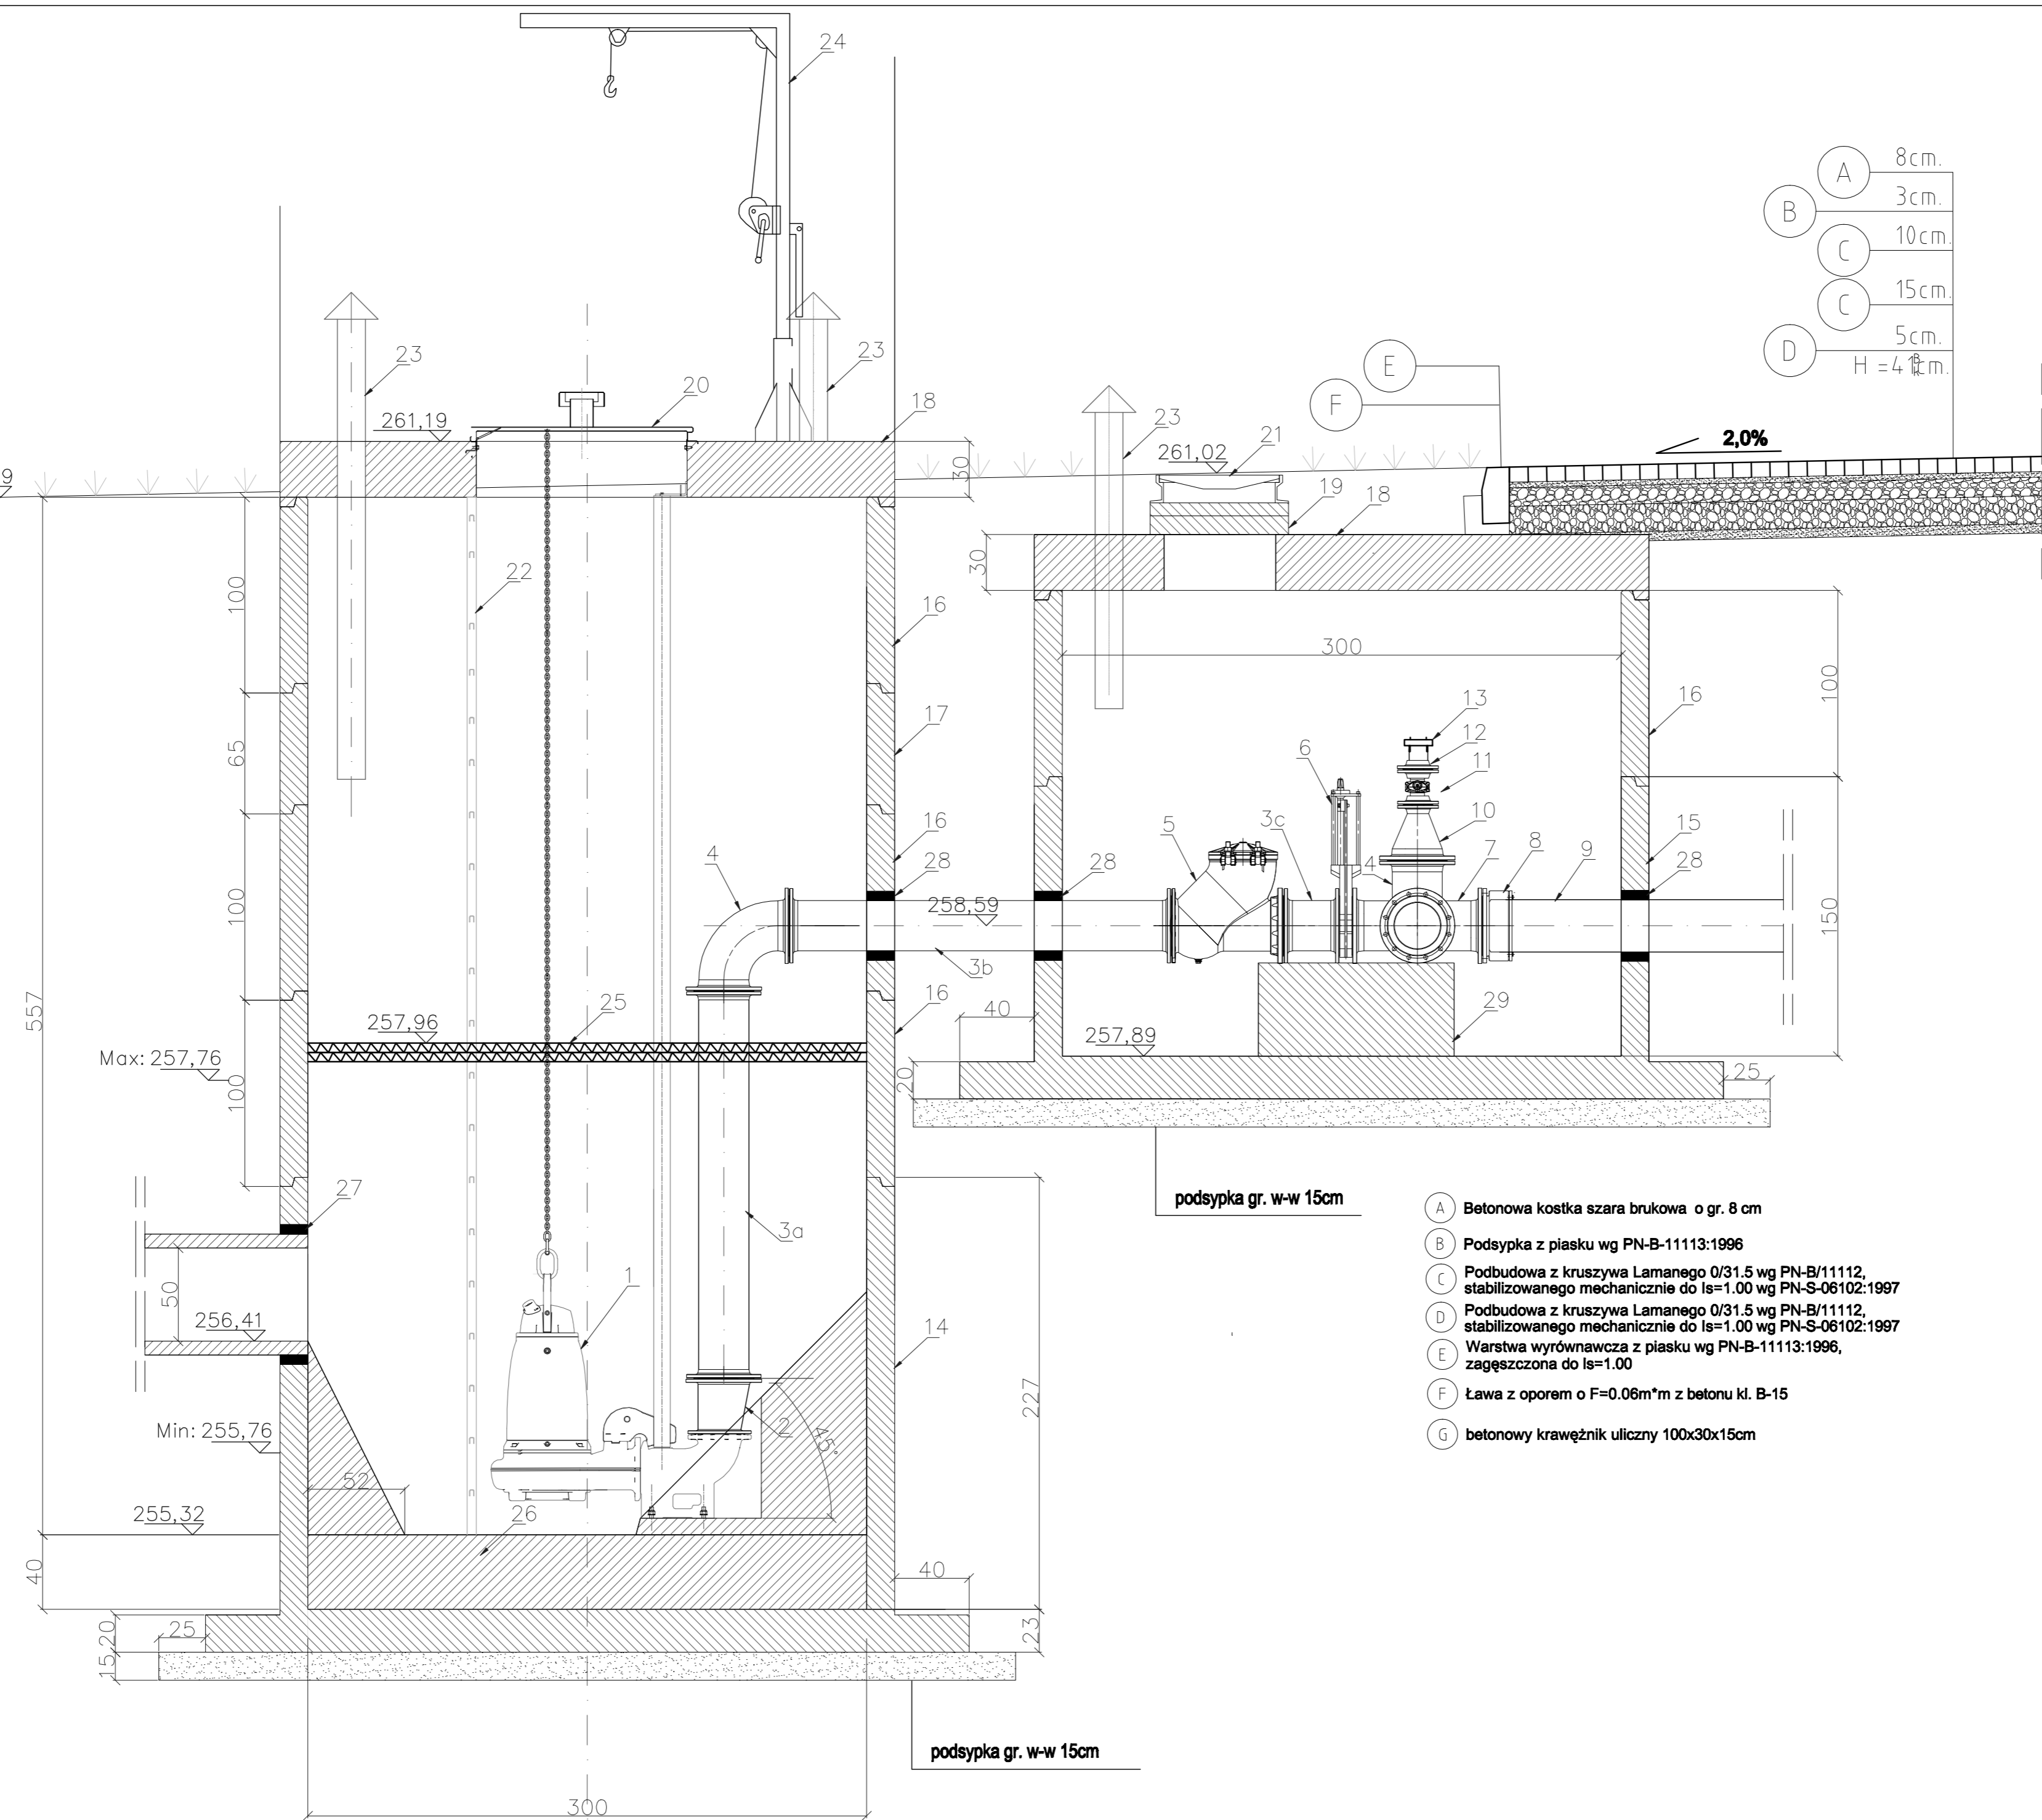 24
A 8cm.
B 3cm.
C 10cm.
C 15cm.
D 5cm.
E
F
23
23
20
18
261,19
9
30
261,02
21
23
2,0%
19
18
30
22
100
16
300
100
16
17
65
13
12
11
6
10
16
5
3c
15
28
28
4
7
8
9
28
4
258,59
150
100
3b
557
257,96
25
16
40
29
257,89
Max: 257,76
100
20
25
27
podsypka gr. w-w 15cm
3a
A Betonowa kostka szara brukowa o gr. 8 cm
B Podsypka z piasku wg PN-B-11113:1996
C Podbudowa z kruszywa Lamanego 0/31.5 wg PN-B/11112,
stabilizowanego mechanicznie do Is=1.00 wg PN-S-06102:1997
D Podbudowa z kruszywa Lamanego 0/31.5 wg PN-B/11112,
stabilizowanego mechanicznie do Is=1.00 wg PN-S-06102:1997
E Warstwa wyrównawcza z piasku wg PN-B-11113:1996,
zagęszczona do Is=1.00
F Ława z oporem o F=0.06m*m z betonu kl. B-15
G betonowy krawężnik uliczny 100x30x15cm
50
1
256,41
14
227
Min: 255,76
2
45°
52
255,32
26
40
40
20
25
23
15
podsypka gr. w-w 15cm
300